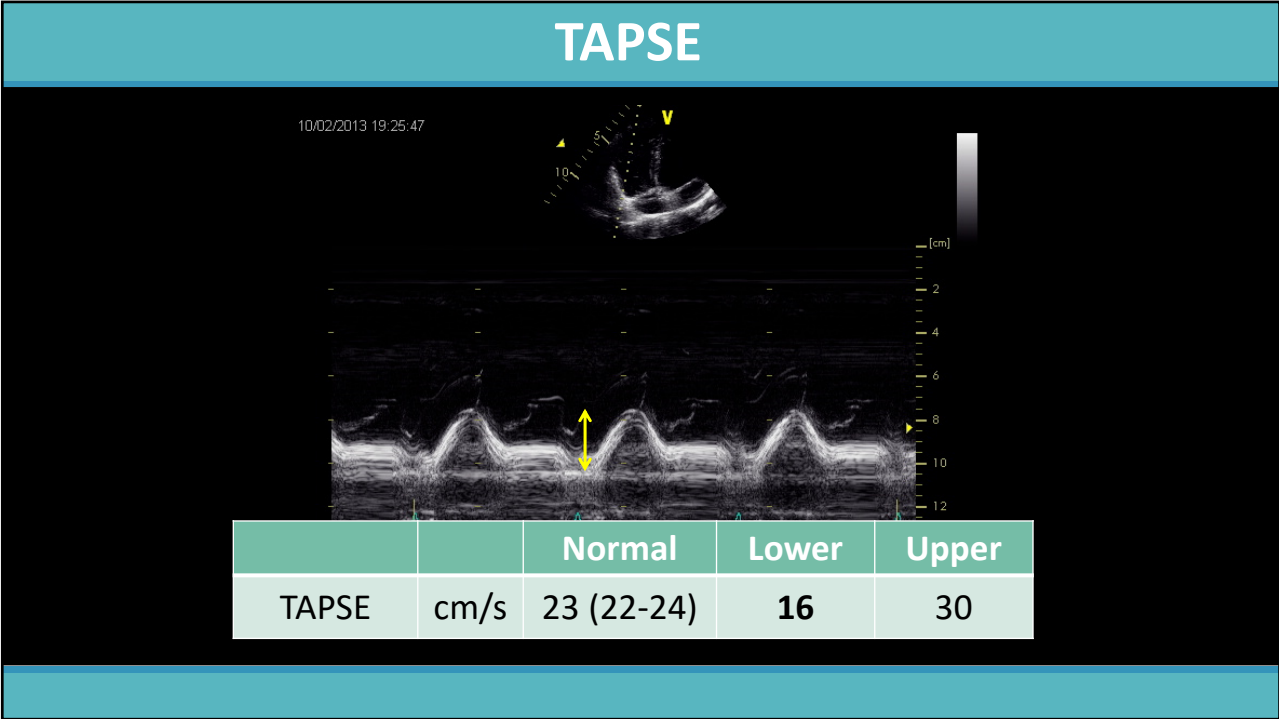 TAPSE
10/02/2013 19:25:47
V
5
10
[cm]
2
4
6
8
10
12
Normal Lower Upper
TAPSE cm/s 23 (22-24) 16 30